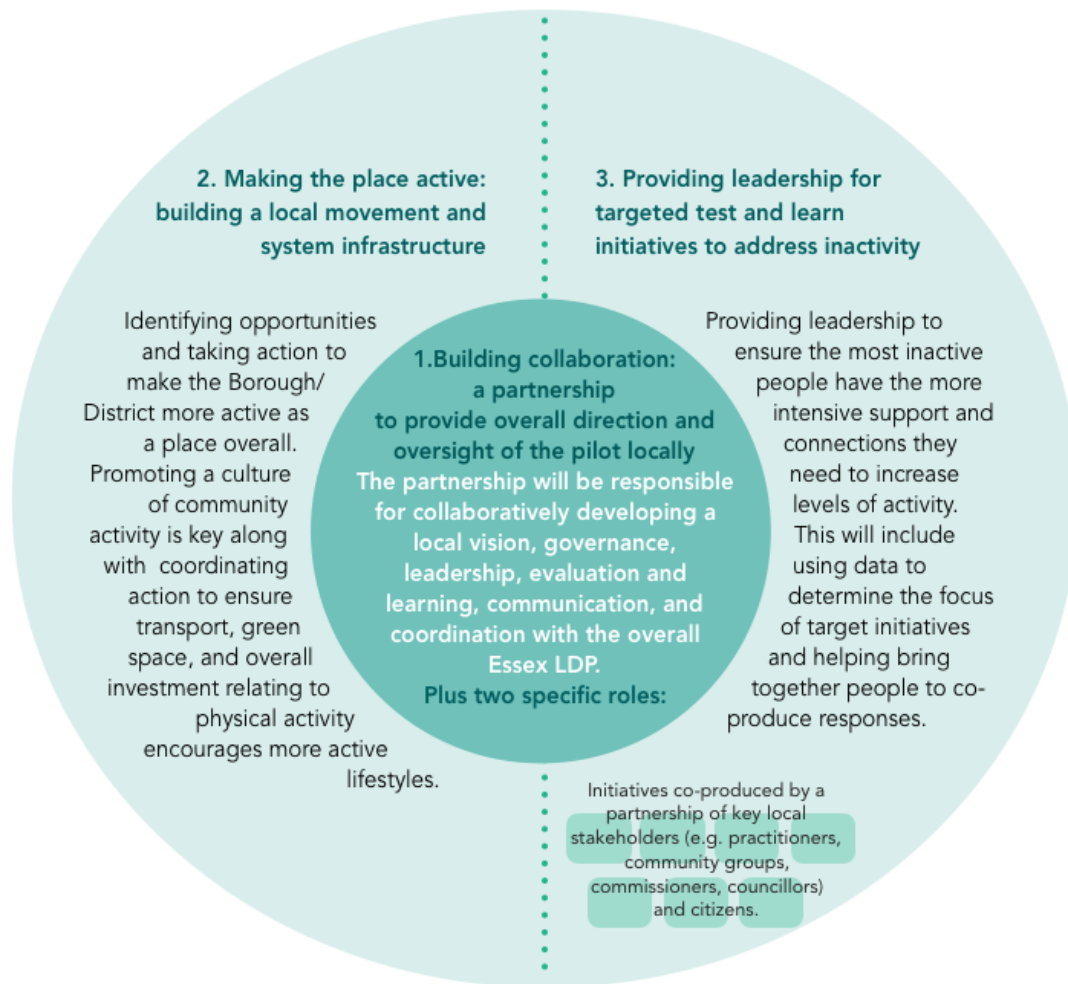 2. Making the place active:
building a local movement and
system infrastructure
Identifying opportunities
and taking action to
make the Borough/
District more active as
a place overall.
Promoting a culture
of community
activity is key along
with coordinating
action to ensure
transport, green
space, and overall
investment relating to
physical activity
encourages more active
lifestyles.
1.Building collaboration:
a partnership
to provide overall direction and
oversight of the pilot locally
The partnership will be responsible
for collaboratively developing a
local vision, governance,
leadership, evaluation and
learning, communication, and
coordination with the overall
Essex LDP.
Plus two specific roles:
3. Providing leadership for
targeted test and learn
initiatives to address inactivity
Providing leadership to
ensure the most inactive
people have the more
intensive support and
connections they
need to increase
levels of activity.
This will include
using data to
determine the focus
of target initiatives
and helping bring
together people to co-
produce responses.
Initiatives co-produced by a
partnership of key local
stakeholders (e.g. practitioners,
community groups,
commissioners, councillors)
and citizens.